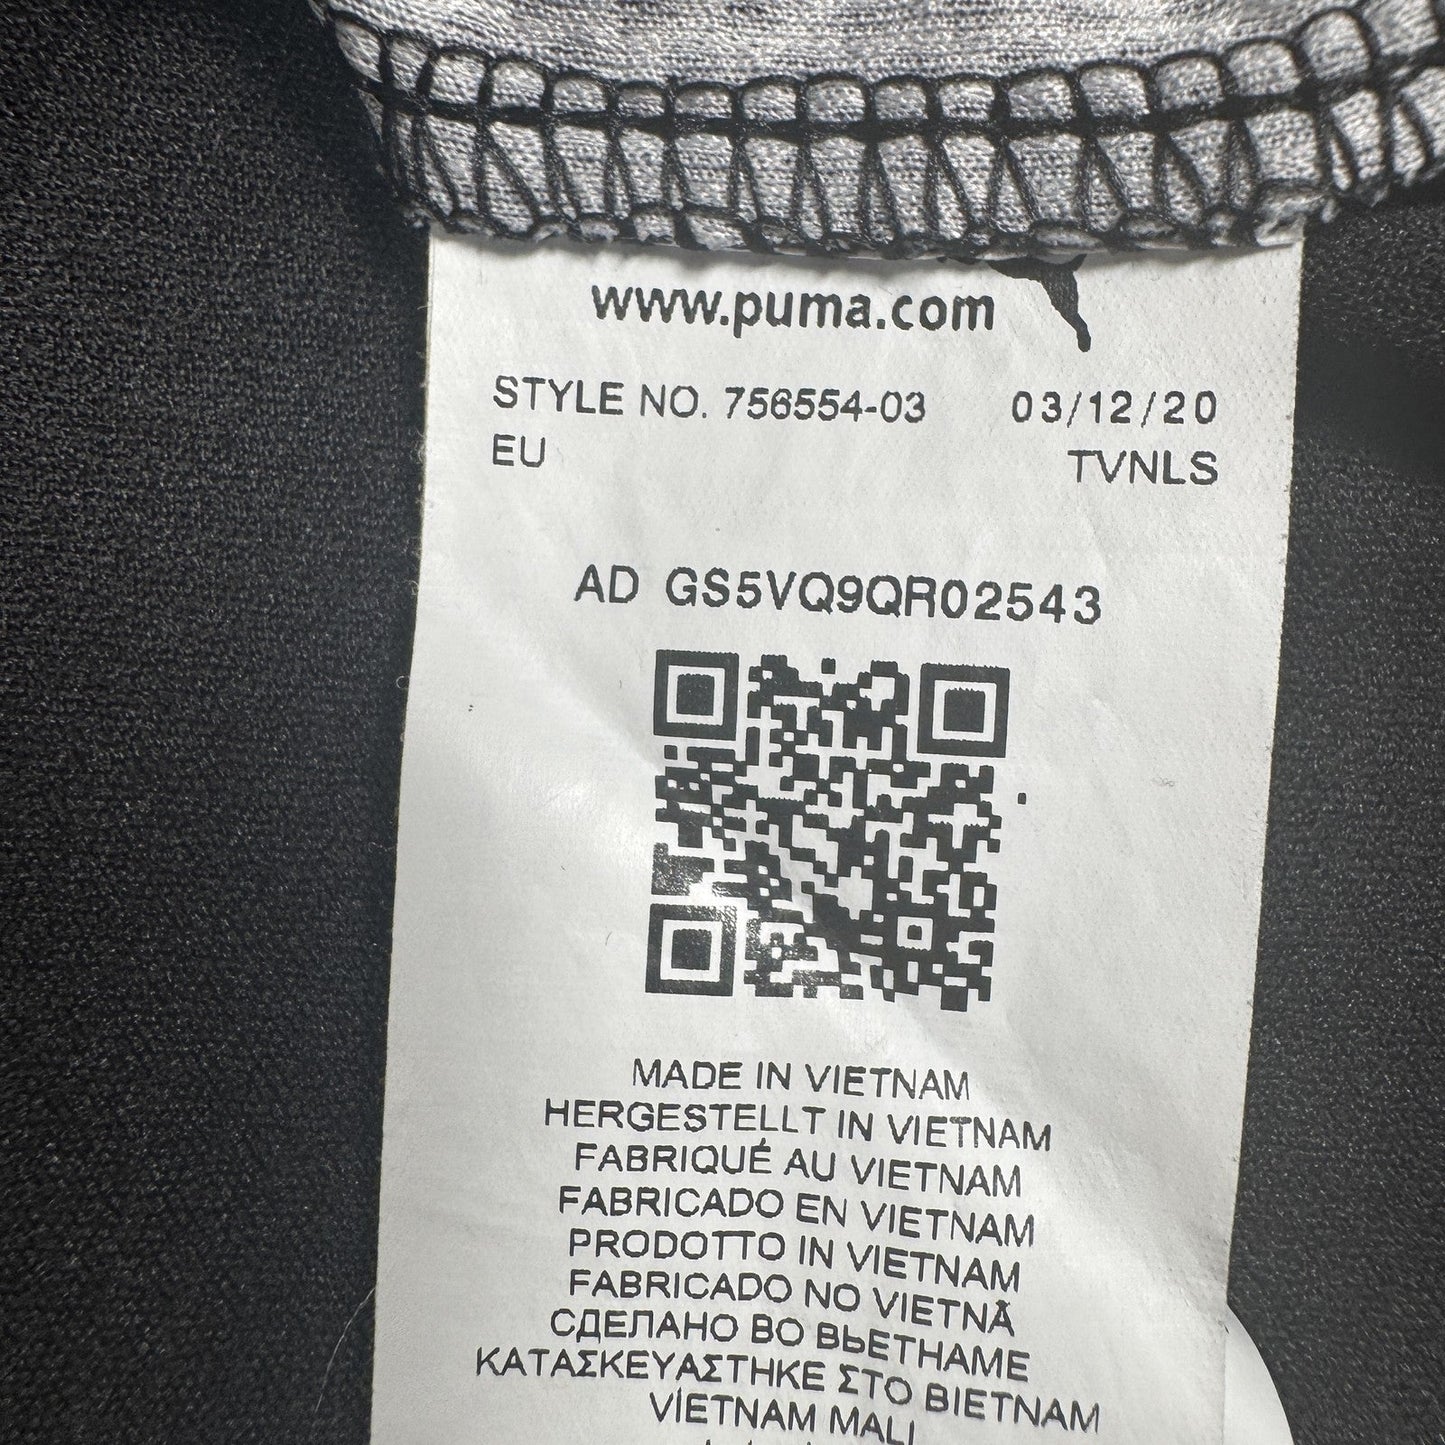 www.puma.com
STYLE NO. 756554-03 03/12/20
EU TVNLS
AD GS5VQ9QR02543
MADE IN VIETNAM
HERGESTELLT IN VIETNAM
FABRIQUÉ AU VIETNAM
FABRICADO EN VIETNAM
PRODOTTO IN VIETNAM
FABRICADO NO VIETNÃ
СДЕЛАНО ВО ВЬЕТНАМЕ
ΚΑΤΑΣΚΕΥΑΣΤΗΚΕ ΣΤΟ ΒΙΕΤΝΑΜ
VİETNAM MALI